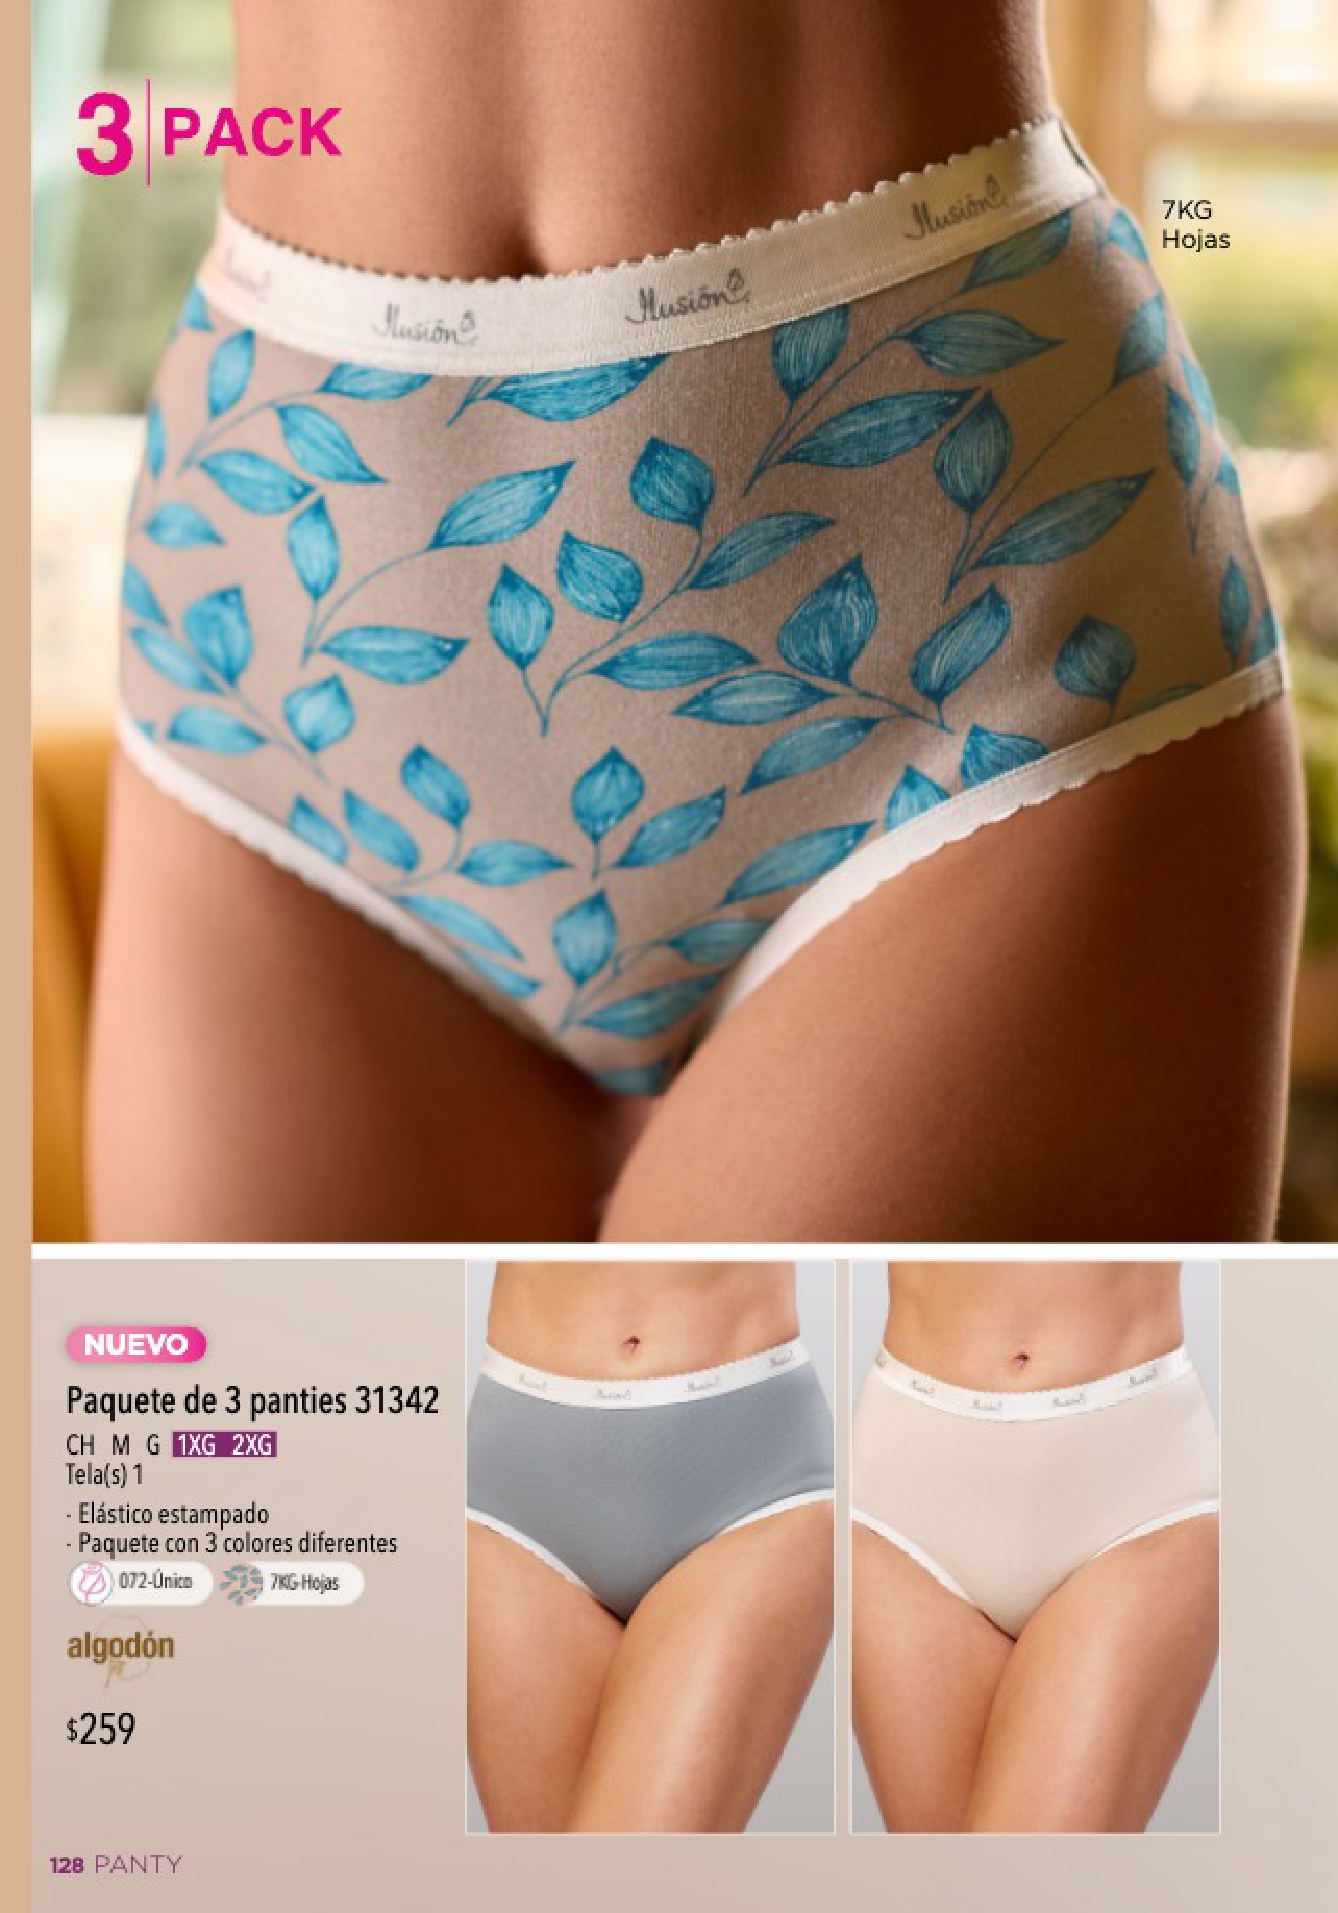 3 PACK
Ilusión
Ilusión
Ilusión
Ilusión
7KG
Hojas
NUEVO
Paquete de 3 panties 31342
CH M G 1XG 2XG
Tela(s) 1
· Elástico estampado
· Paquete con 3 colores diferentes
072-Único 7KG-Hojas
algodón
$259
128 PANTY